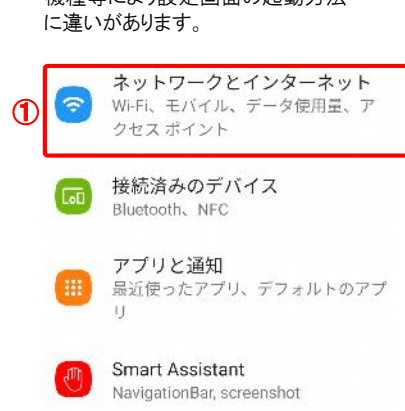 機種等により設定画面の起動方法
に違いがあります。
①
ネットワークとインターネット
Wi-Fi、モバイル、データ使用量、ア
クセス ポイント
接続済みのデバイス
Bluetooth、NFC
アプリと通知
最近使ったアプリ、デフォルトのアプ
リ
Smart Assistant
NavigationBar, screenshot